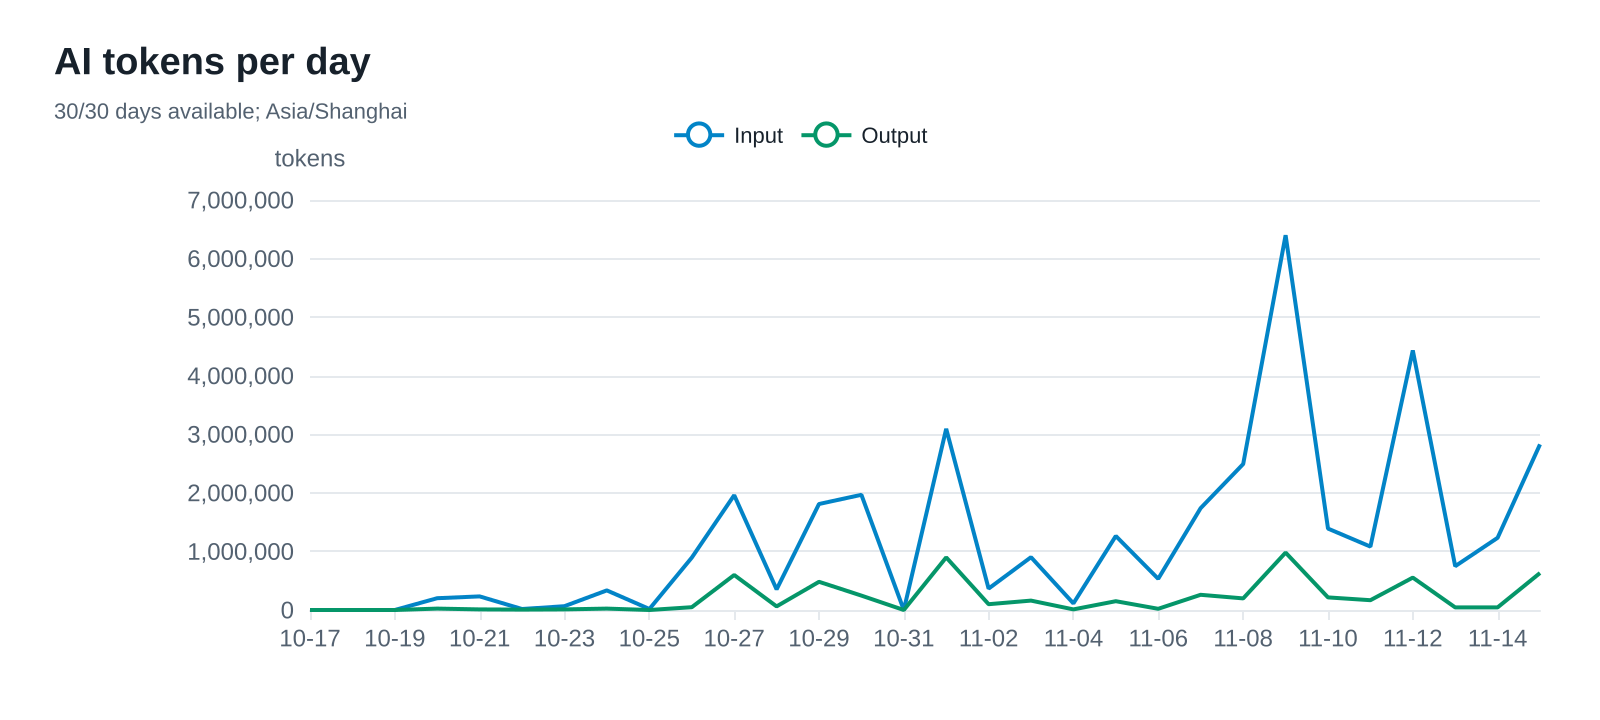 AI tokens per day
30/30 days available; Asia/Shanghai
Input Output
tokens
7,000,000
6,000,000
5,000,000
4,000,000
3,000,000
2,000,000
1,000,000
0
10-17 10-19 10-21 10-23 10-25 10-27 10-29 10-31 11-02 11-04 11-06 11-08 11-10 11-12 11-14